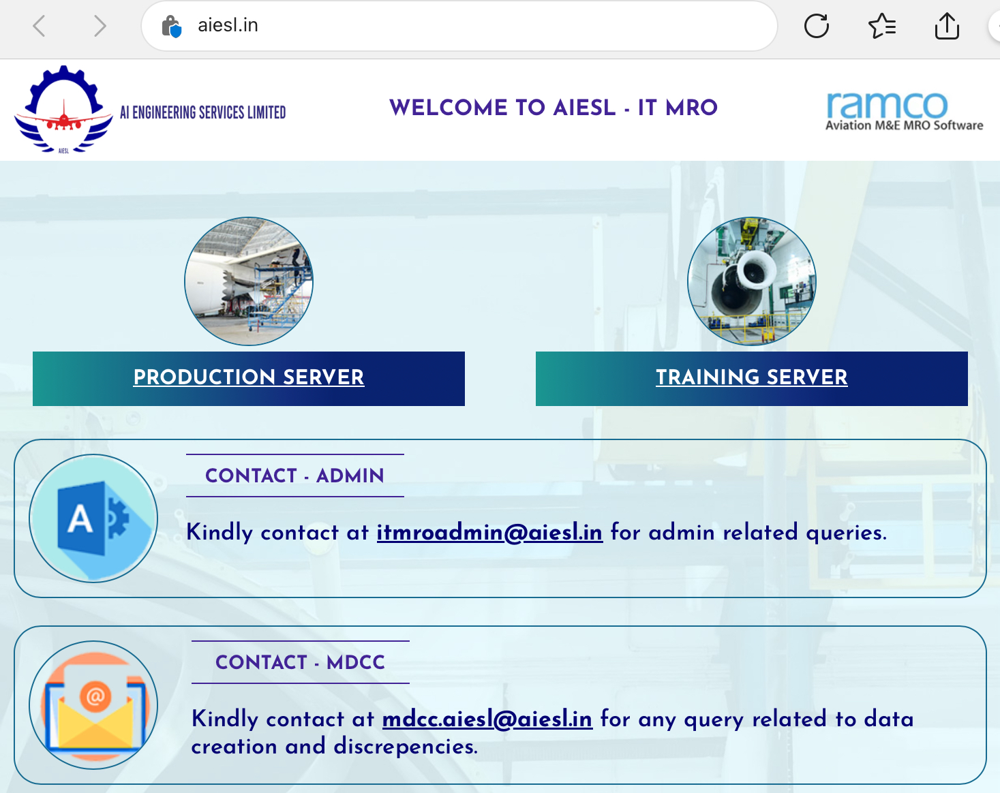 aiesl.in
AI ENGINEERING SERVICES LIMITED
AIESL
WELCOME TO AIESL - IT MRO
ramco
Aviation M&E MRO Software
PRODUCTION SERVER
TRAINING SERVER
CONTACT - ADMIN
A
Kindly contact at itmroadmin@aiesl.in for admin related queries.
CONTACT - MDCC
@
Kindly contact at mdcc.aiesl@aiesl.in for any query related to data
creation and discrepencies.